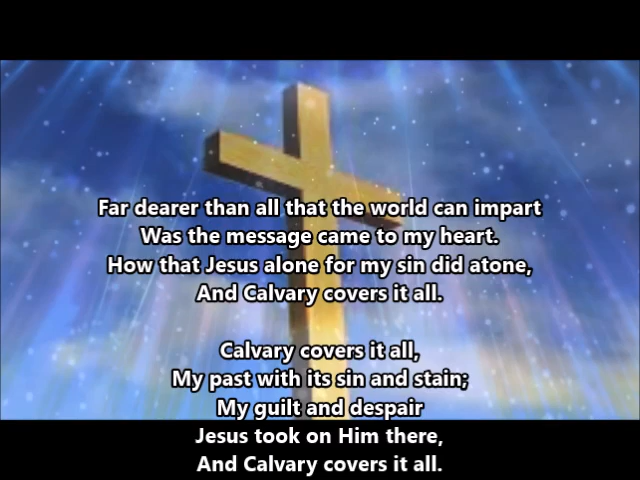 Far dearer than all that the world can impart
Was the message came to my heart.
How that Jesus alone for my sin did atone,
And Calvary covers it all.
Calvary covers it all,
My past with its sin and stain;
My guilt and despair
Jesus took on Him there,
And Calvary covers it all.